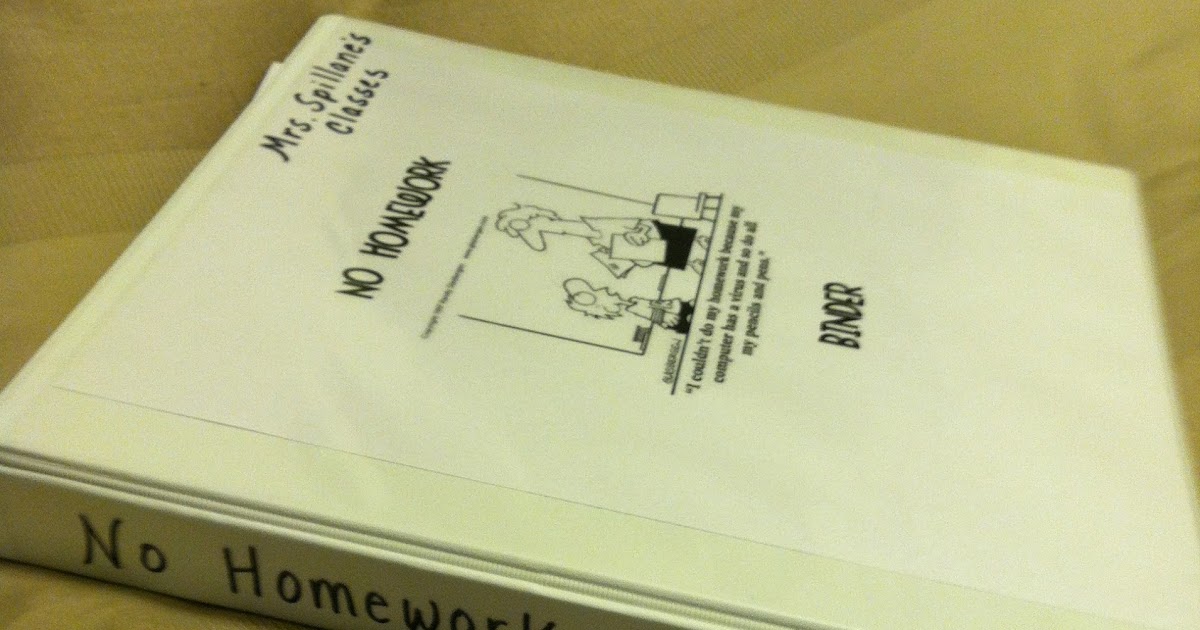 Mrs. Spillane's
Classes
NO HOMEWORK
"I couldn't do my homework because my
computer has a virus and so do all
my pencils and pens."
BINDER
No Homework